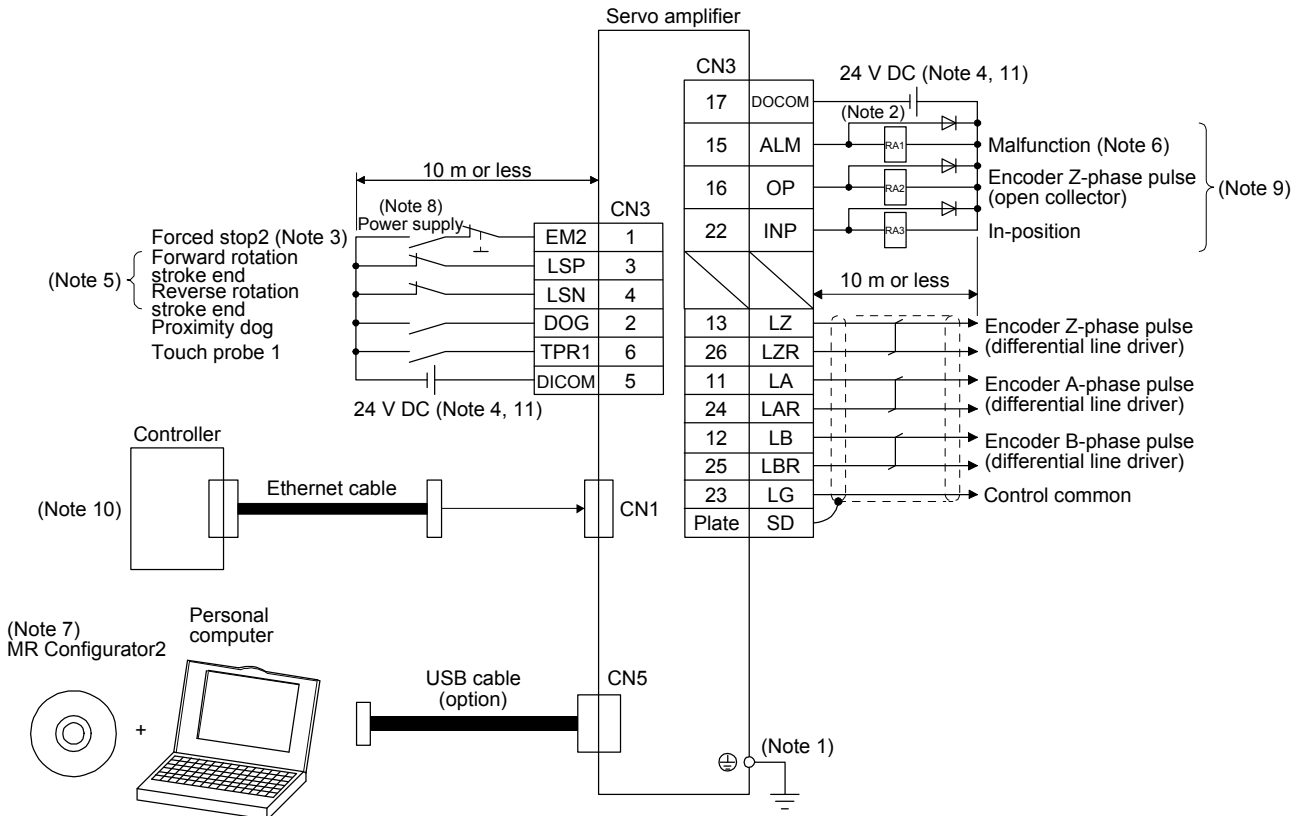 Servo amplifier
10 m or less
(Note 8)
Power supply
CN3
Forced stop2 (Note 3)
EM2 1
(Note 5)
Forward rotation
stroke end
LSP 3
Reverse rotation
stroke end
LSN 4
Proximity dog
DOG 2
Touch probe 1
TPR1 6
DICOM 5
24 V DC (Note 4, 11)
CN3
24 V DC (Note 4, 11)
17 DOCOM
(Note 2)
15 ALM RA1 Malfunction (Note 6)
16 OP RA2 Encoder Z-phase pulse
(open collector)
(Note 9)
22 INP RA3 In-position
10 m or less
13 LZ Encoder Z-phase pulse
26 LZR (differential line driver)
11 LA Encoder A-phase pulse
24 LAR (differential line driver)
12 LB Encoder B-phase pulse
25 LBR (differential line driver)
23 LG Control common
Plate SD
Controller
(Note 10)
Ethernet cable
CN1
(Note 7)
MR Configurator2
+
Personal
computer
USB cable
(option)
CN5
(Note 1)